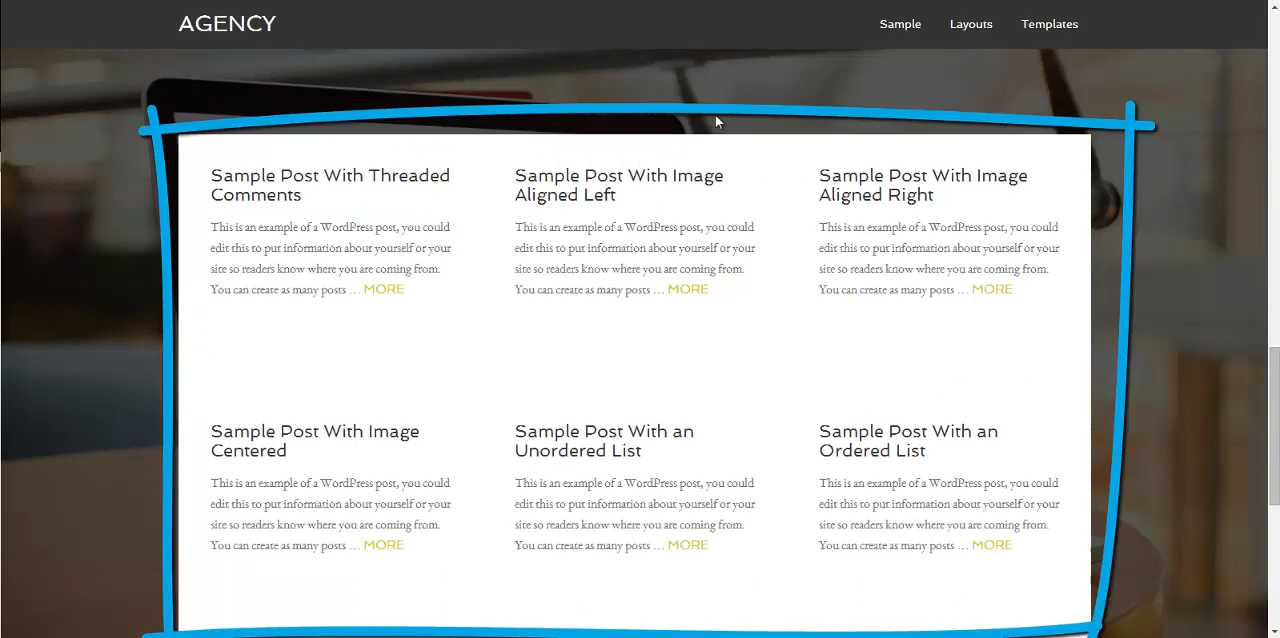 AGENCY
Sample Layouts Templates
Sample Post With Threaded
Comments
This is an example of a WordPress post, you could
edit this to put information about yourself or your
site so readers know where you are coming from.
You can create as many posts … MORE
Sample Post With Image
Aligned Left
This is an example of a WordPress post, you could
edit this to put information about yourself or your
site so readers know where you are coming from.
You can create as many posts … MORE
Sample Post With Image
Aligned Right
This is an example of a WordPress post, you could
edit this to put information about yourself or your
site so readers know where you are coming from.
You can create as many posts … MORE
Sample Post With Image
Centered
This is an example of a WordPress post, you could
edit this to put information about yourself or your
site so readers know where you are coming from.
You can create as many posts … MORE
Sample Post With an
Unordered List
This is an example of a WordPress post, you could
edit this to put information about yourself or your
site so readers know where you are coming from.
You can create as many posts … MORE
Sample Post With an
Ordered List
This is an example of a WordPress post, you could
edit this to put information about yourself or your
site so readers know where you are coming from.
You can create as many posts … MORE